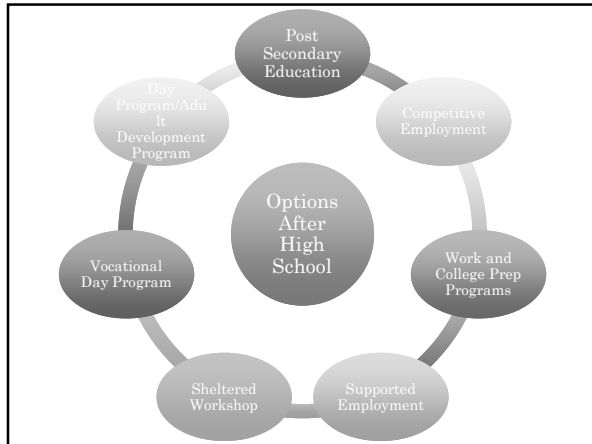 Post
Secondary
Education
Competitive
Employment
Work and
College Prep
Programs
Supported
Employment
Sheltered
Workshop
Vocational
Day Program
Day
Program/Adu
lt
Development
Program
Options
After
High
School